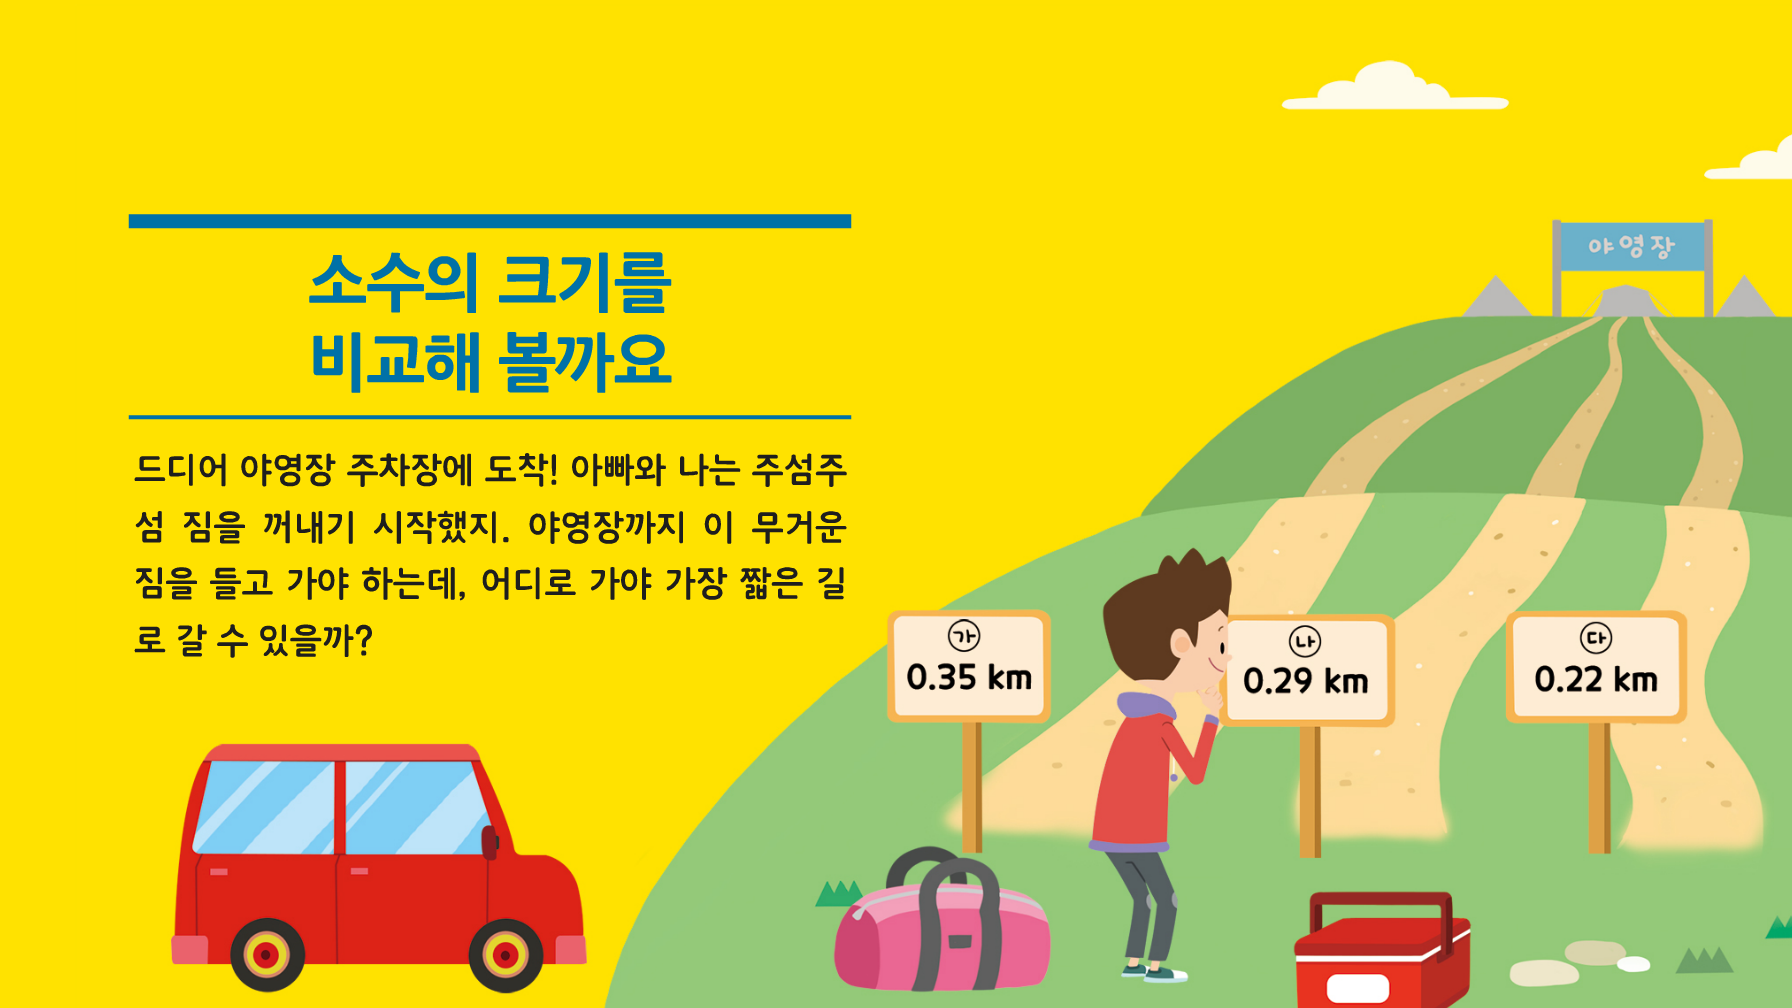 소수의 크기를
비교해 볼까요
드디어 야영장 주차장에 도착! 아빠와 나는 주섬주
섬 짐을 꺼내기 시작했지. 야영장까지 이 무거운
짐을 들고 가야 하는데, 어디로 가야 가장 짧은 길
로 갈 수 있을까?
야영장
㉮
0.35 km
㉯
0.29 km
㉰
0.22 km